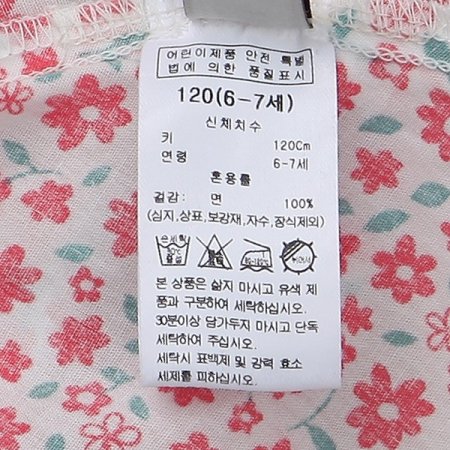 어린이제품 안전 특별
법에 의한 품질표시
120(6-7세)
신체치수
키 120Cm
연령 6-7세
혼용률
겉감: 면 100%
(심지,상표,보강재,자수,장식제외)
본 상품은 삶지 마시고 유색 제
품과 구분하여 세탁하십시오.
30분이상 담가두지 마시고 단독
세탁하여 주십시오.
세탁시 표백제 및 강력 효소
세제를 피하십시오.